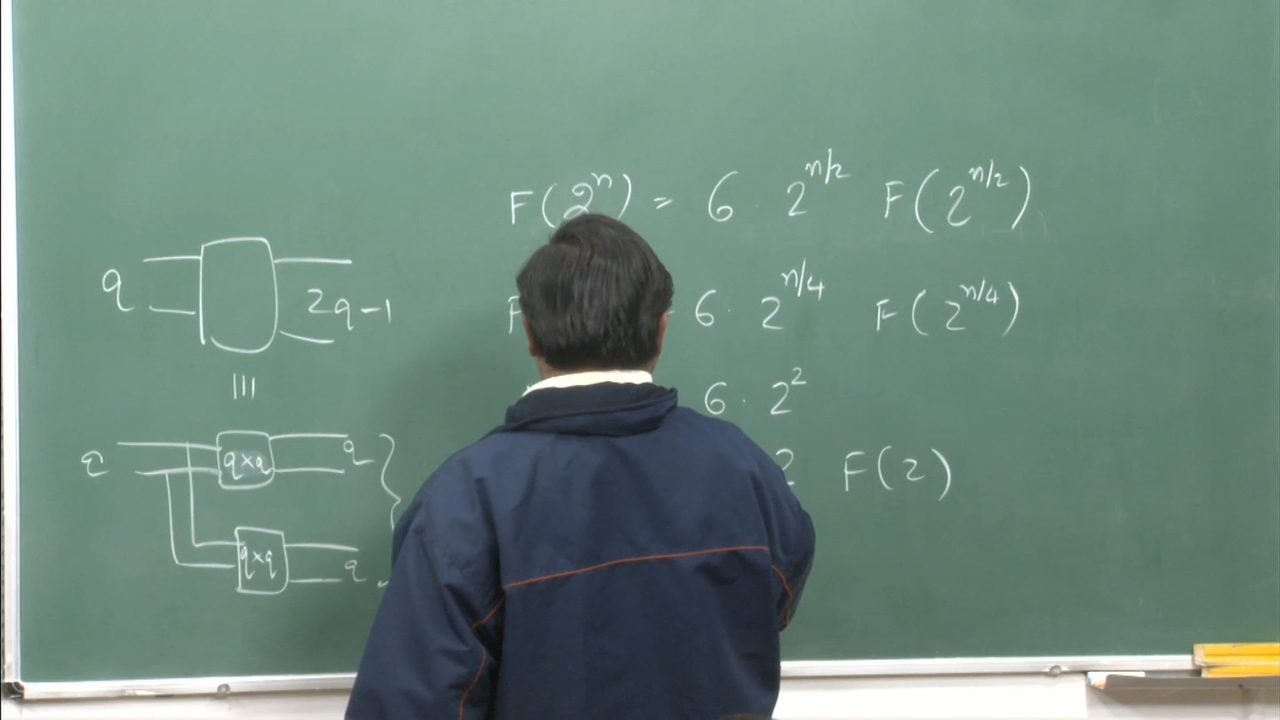 q
2q-1
|||
q
q×q
q
q×q
q
F(2^n) = 6 · 2^{n/2} F(2^{n/2})
6 · 2^{n/4} F(2^{n/4})
6 · 2^2
2 F(2)